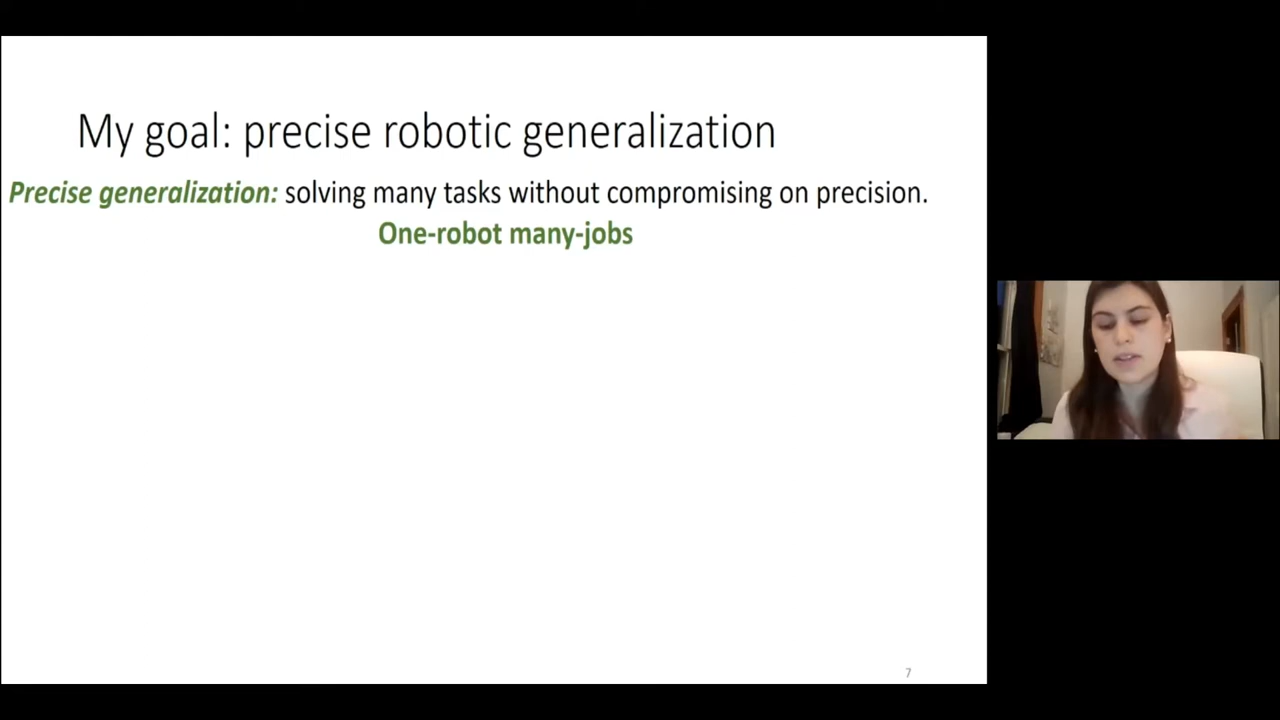 My goal: precise robotic generalization
Precise generalization: solving many tasks without compromising on precision.
One-robot many-jobs
7